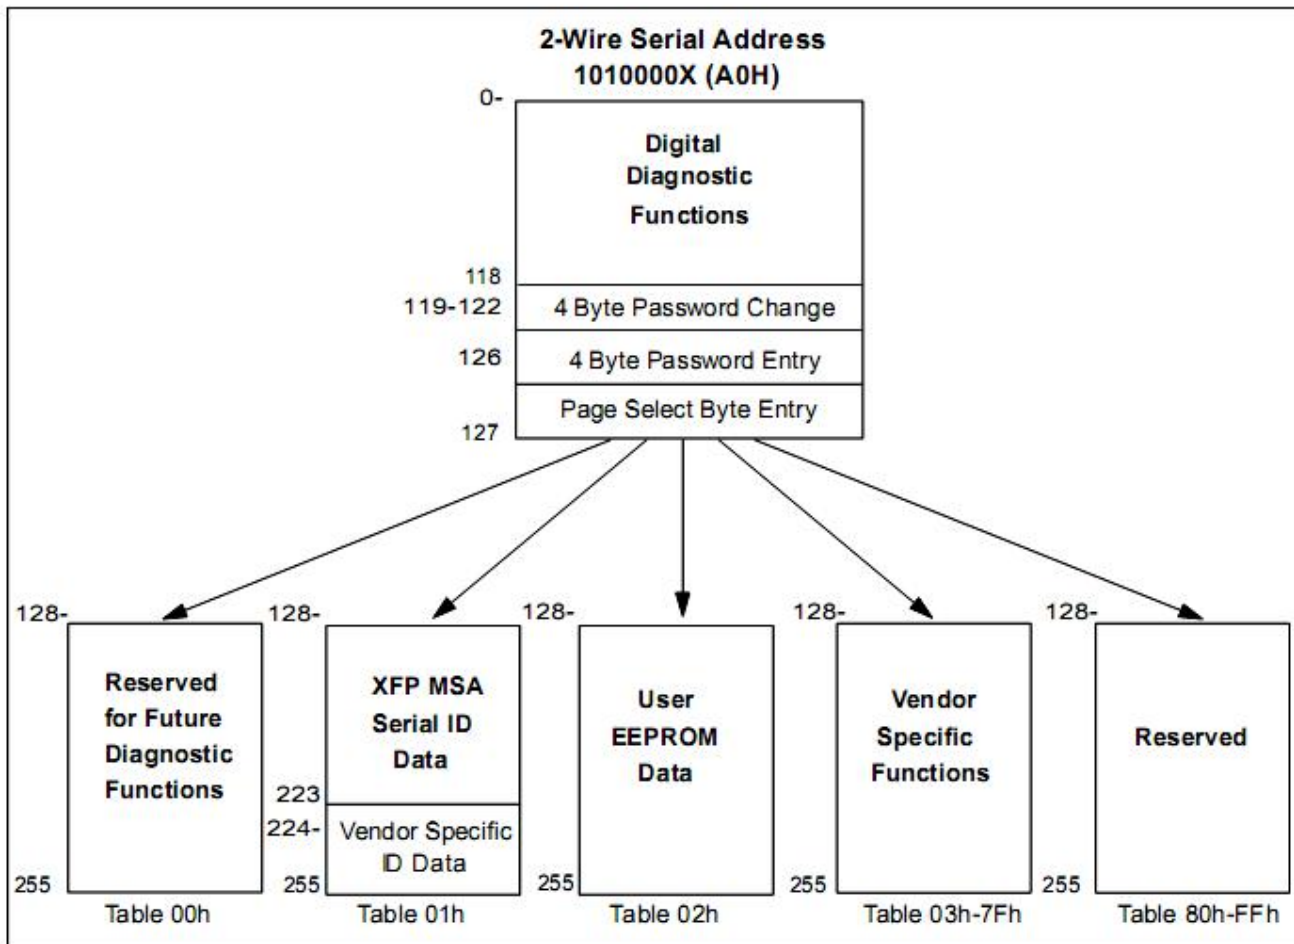 2-Wire Serial Address
1010000X (A0H)
0-
Digital
Diagnostic
Functions
118
119-122
4 Byte Password Change
126
4 Byte Password Entry
Page Select Byte Entry
127
128-
Reserved
for Future
Diagnostic
Functions
255
Table 00h
128-
XFP MSA
Serial ID
Data
223
224-
Vendor Specific
ID Data
255
Table 01h
128-
User
EEPROM
Data
255
Table 02h
128-
Vendor
Specific
Functions
255
Table 03h-7Fh
128-
Reserved
255
Table 80h-FFh